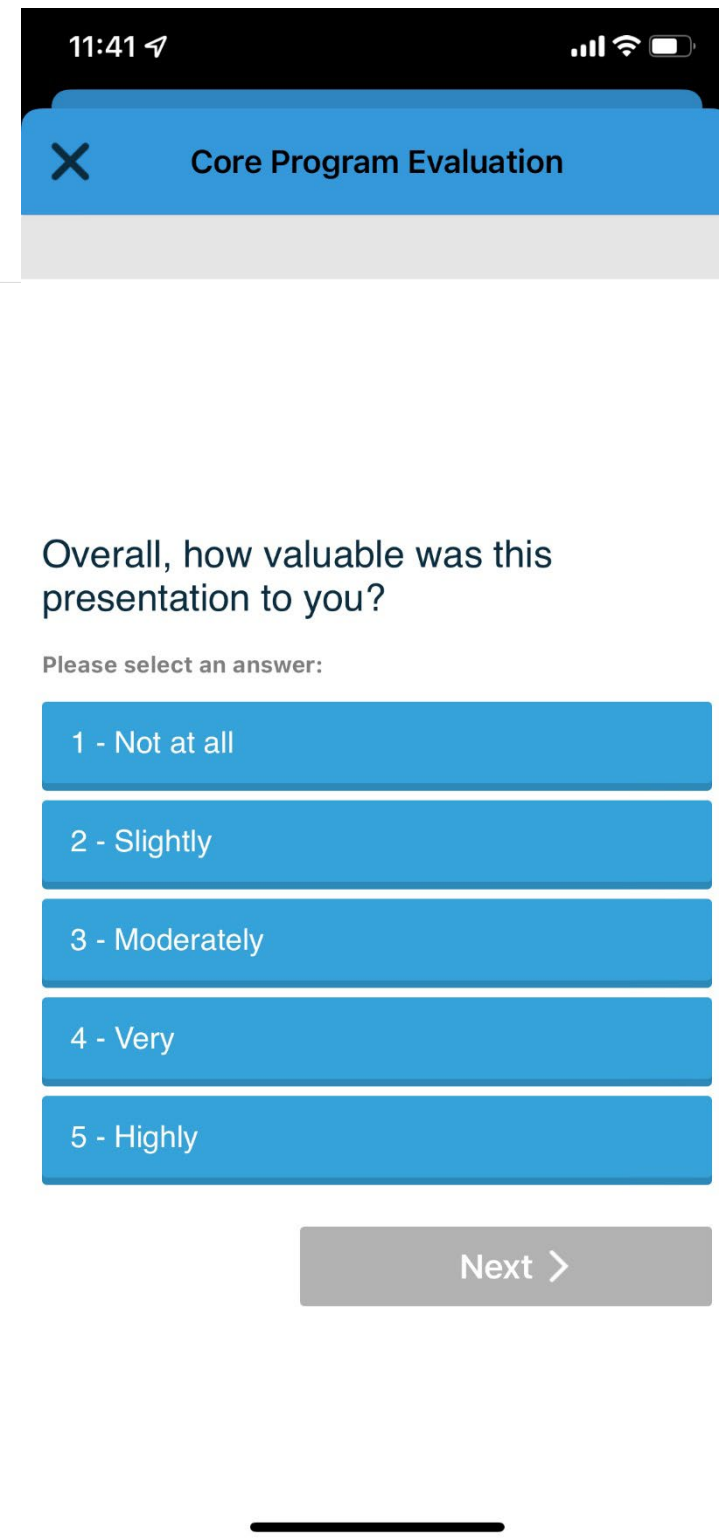 11:41
Core Program Evaluation
Overall, how valuable was this
presentation to you?
Please select an answer:
1 - Not at all
2 - Slightly
3 - Moderately
4 - Very
5 - Highly
Next